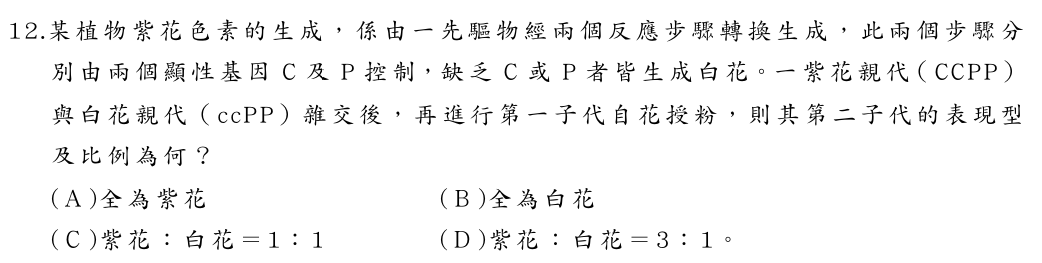 12.某植物紫花色素的生成,係由一先驅物經兩個反應步驟轉換生成,此兩個步驟分
別由兩個顯性基因 C 及 P 控制,缺乏 C 或 P 者皆生成白花。一紫花親代(CCPP)
與白花親代(ccPP)雜交後,再進行第一子代自花授粉,則其第二子代的表現型
及比例為何?
(A)全為紫花 (B)全為白花
(C)紫花:白花=1:1 (D)紫花:白花=3:1。